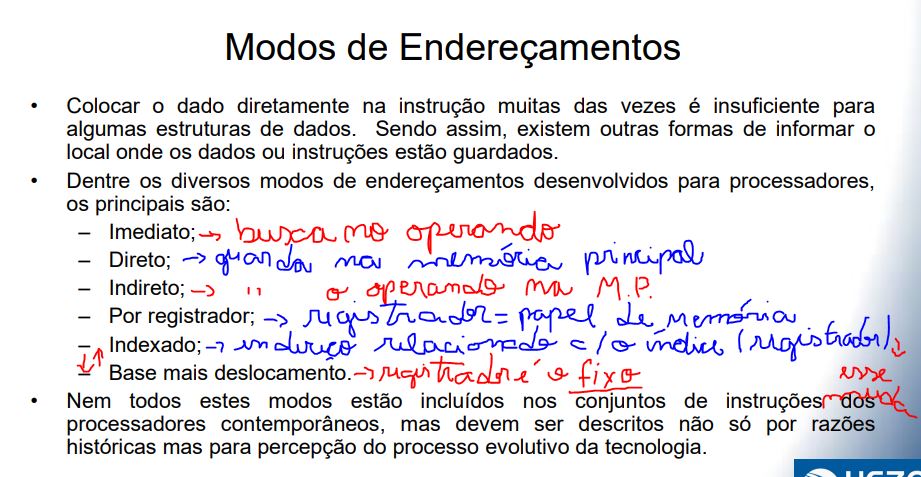 Modos de Endereçamentos
• Colocar o dado diretamente na instrução muitas das vezes é insuficiente para
algumas estruturas de dados. Sendo assim, existem outras formas de informar o
local onde os dados ou instruções estão guardados.
• Dentre os diversos modos de endereçamentos desenvolvidos para processadores,
os principais são:
– Imediato; → busca no operando
– Direto; → guarda na memória principal
– Indireto; → " o operando na M.P.
– Por registrador; → registrador = papel de memória
– Indexado; → indereço relacionado c/ o índice (registrador) ↓
– Base mais deslocamento. → registrador é o fixo esse
• Nem todos estes modos estão incluídos nos conjuntos de instruções dos
processadores contemporâneos, mas devem ser descritos não só por razões
históricas mas para percepção do processo evolutivo da tecnologia.